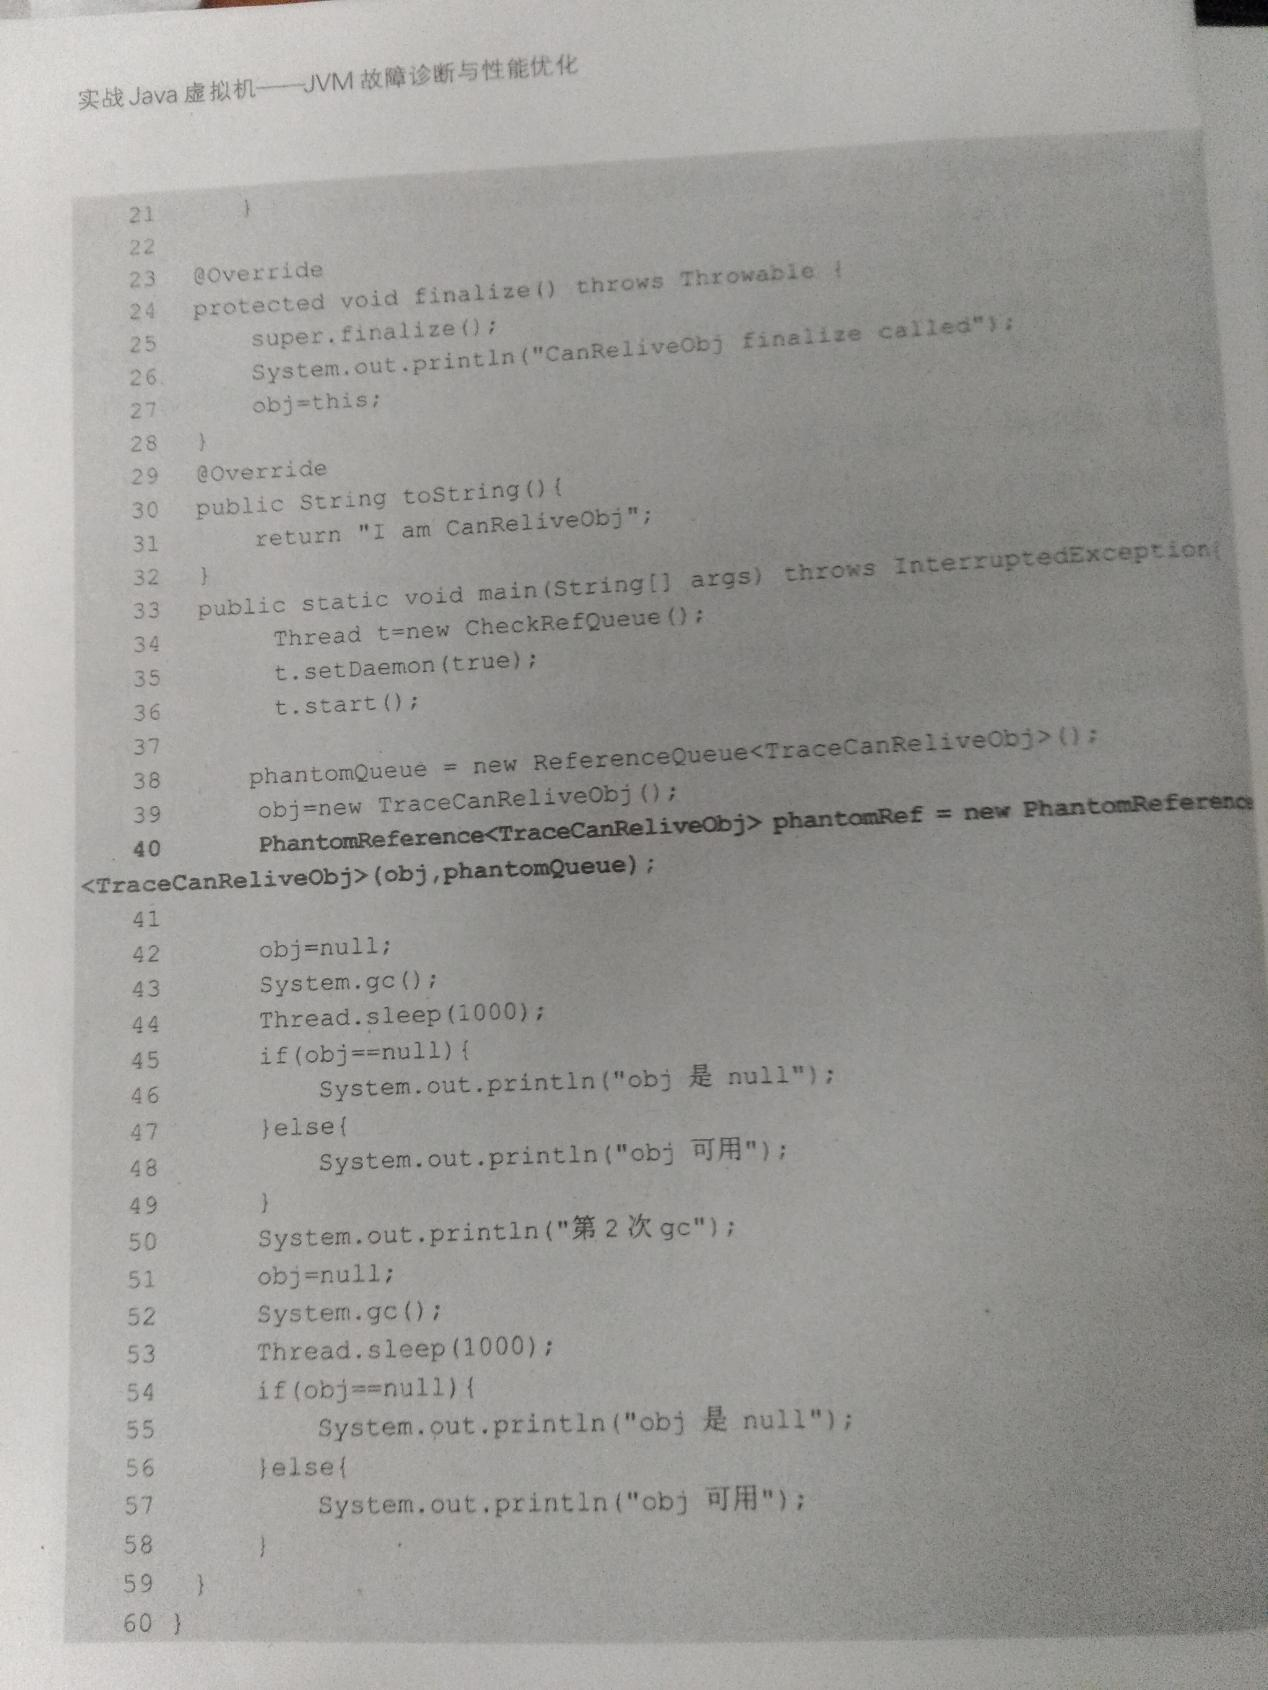 实战 Java 虚拟机——JVM 故障诊断与性能优化
21 }
22
23 @Override
24 protected void finalize() throws Throwable {
25 super.finalize();
26 System.out.println("CanReliveObj finalize called");
27 obj=this;
28 }
29 @Override
30 public String toString(){
31 return "I am CanReliveObj";
32 }
33 public static void main(String[] args) throws InterruptedException{
34 Thread t=new CheckRefQueue();
35 t.setDaemon(true);
36 t.start();
37
38 phantomQueue = new ReferenceQueue<TraceCanReliveObj>();
39 obj=new TraceCanReliveObj();
40 PhantomReference<TraceCanReliveObj> phantomRef = new PhantomReference
<TraceCanReliveObj>(obj,phantomQueue);
41
42 obj=null;
43 System.gc();
44 Thread.sleep(1000);
45 if(obj==null){
46 System.out.println("obj 是 null");
47 }else{
48 System.out.println("obj 可用");
49 }
50 System.out.println("第 2 次 gc");
51 obj=null;
52 System.gc();
53 Thread.sleep(1000);
54 if(obj==null){
55 System.out.println("obj 是 null");
56 }else{
57 System.out.println("obj 可用");
58 }
59 }
60 }